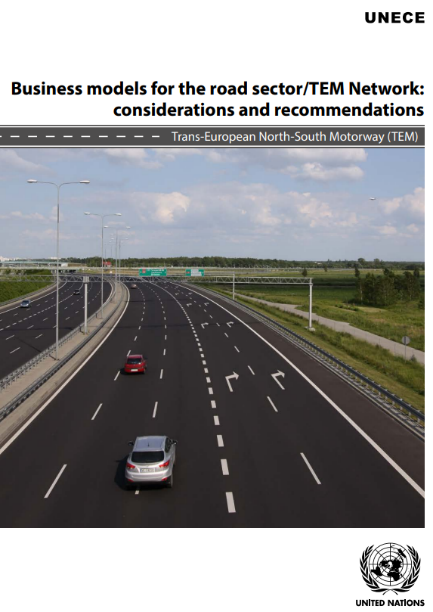 UNECE
Business models for the road sector/TEM Network:
considerations and recommendations
Trans-European North-South Motorway (TEM)
UNITED NATIONS